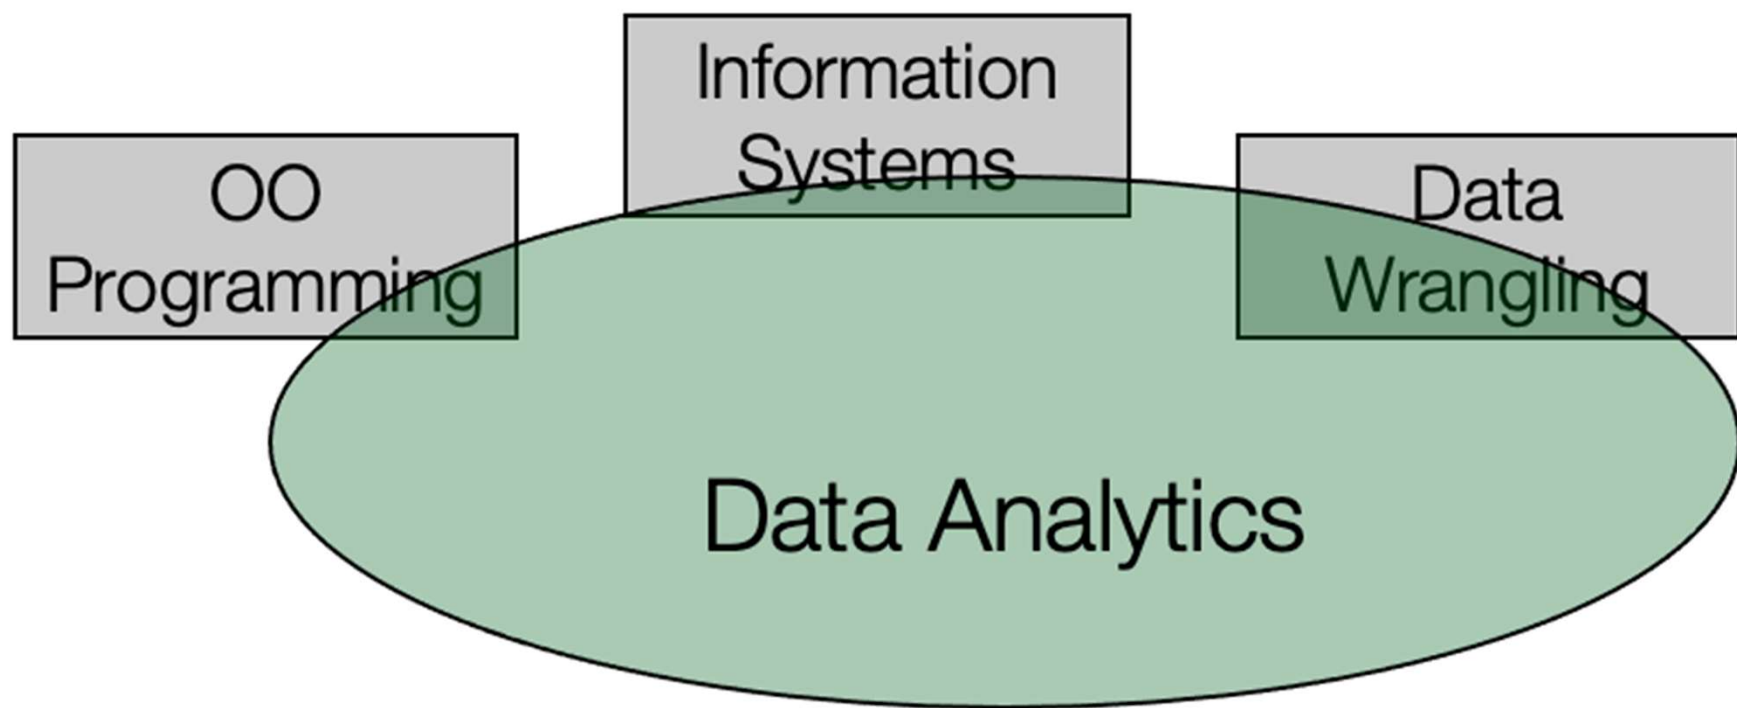 Information
Systems
OO
Programming
Data
Wrangling
Data Analytics